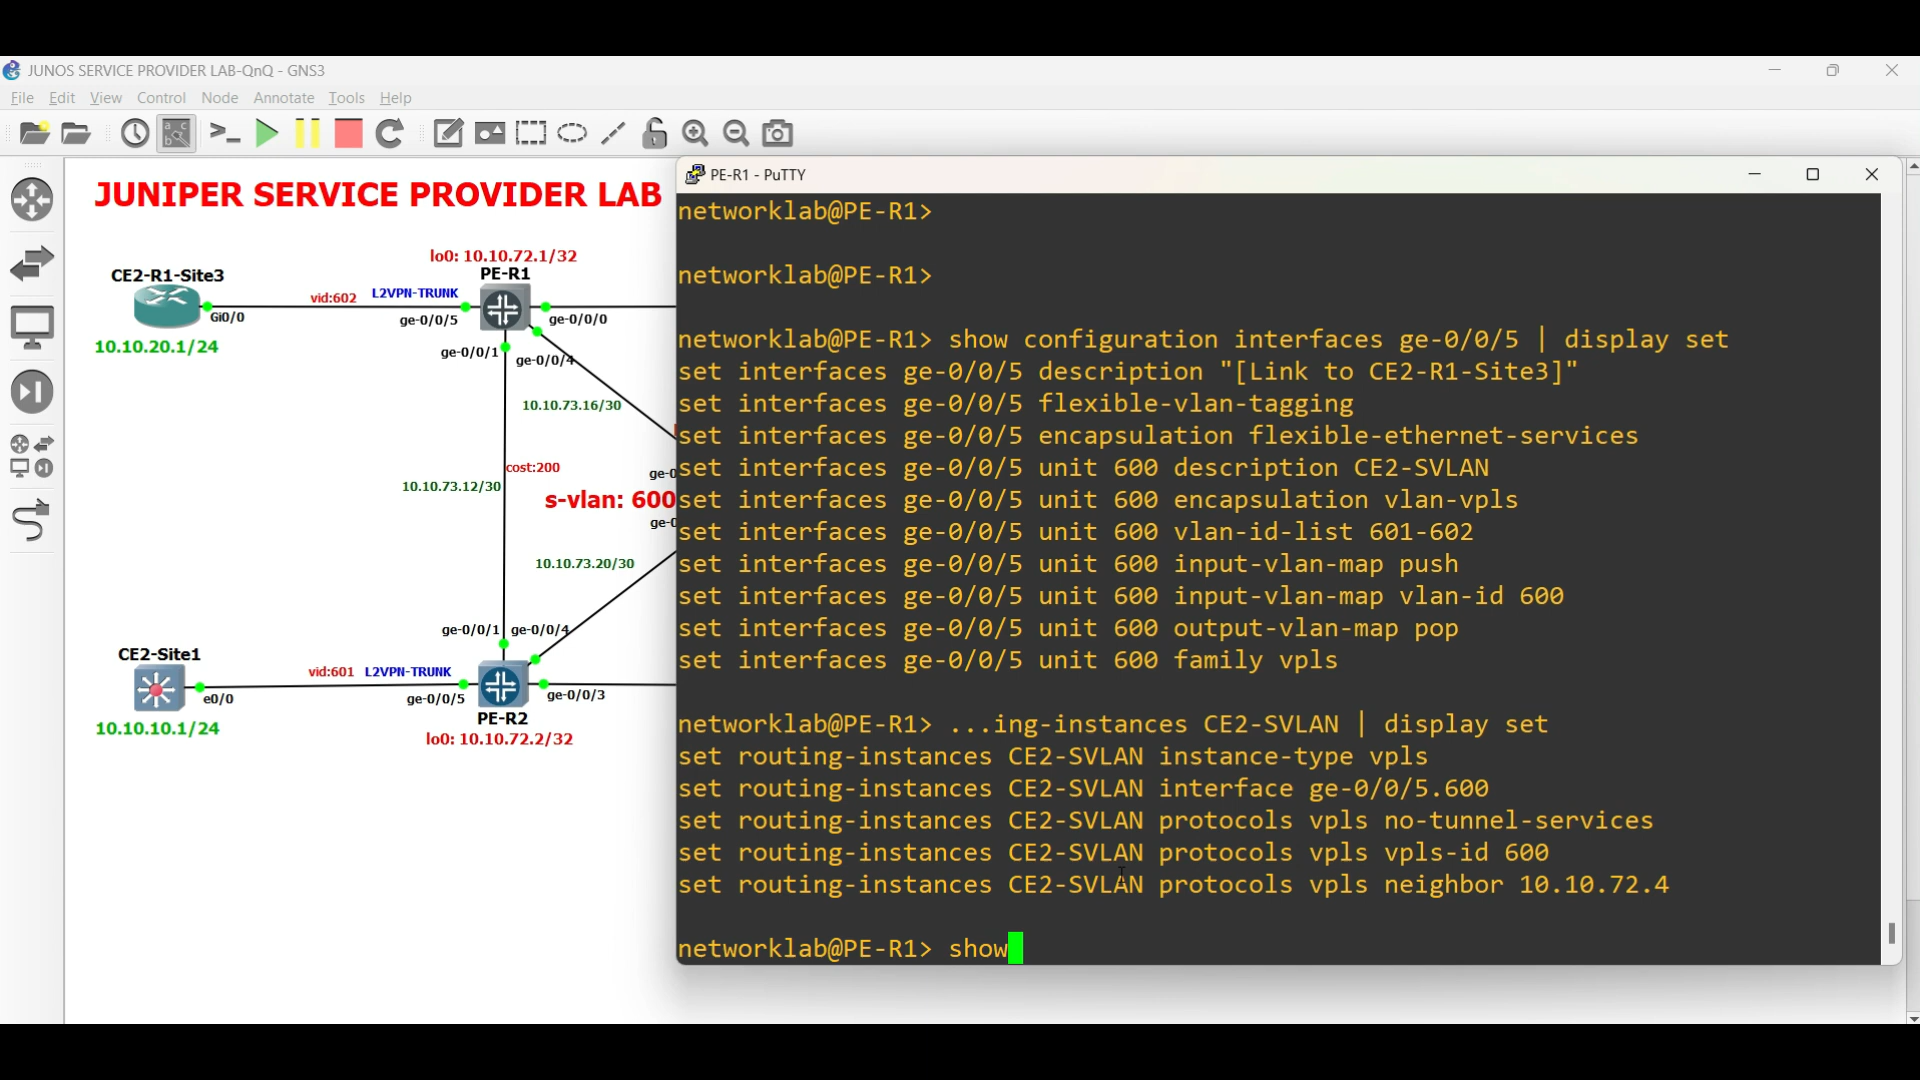 JUNOS SERVICE PROVIDER LAB-QnQ - GNS3
File Edit View Control Node Annotate Tools Help
JUNIPER SERVICE PROVIDER LAB
lo0: 10.10.72.1/32
PE-R1
CE2-R1-Site3
vid:602
L2VPN-TRUNK
Gi0/0
ge-0/0/5
ge-0/0/0
10.10.20.1/24
ge-0/0/1
ge-0/0/4
10.10.73.16/30
cost:200
10.10.73.12/30
ge-0
s-vlan: 600
ge-0
10.10.73.20/30
ge-0/0/1
ge-0/0/4
CE2-Site1
vid:601
L2VPN-TRUNK
e0/0
ge-0/0/5
ge-0/0/3
10.10.10.1/24
PE-R2
lo0: 10.10.72.2/32
PE-R1 - PuTTY
networklab@PE-R1>
networklab@PE-R1>
networklab@PE-R1> show configuration interfaces ge-0/0/5 | display set
set interfaces ge-0/0/5 description "[Link to CE2-R1-Site3]"
set interfaces ge-0/0/5 flexible-vlan-tagging
set interfaces ge-0/0/5 encapsulation flexible-ethernet-services
set interfaces ge-0/0/5 unit 600 description CE2-SVLAN
set interfaces ge-0/0/5 unit 600 encapsulation vlan-vpls
set interfaces ge-0/0/5 unit 600 vlan-id-list 601-602
set interfaces ge-0/0/5 unit 600 input-vlan-map push
set interfaces ge-0/0/5 unit 600 input-vlan-map vlan-id 600
set interfaces ge-0/0/5 unit 600 output-vlan-map pop
set interfaces ge-0/0/5 unit 600 family vpls
networklab@PE-R1> ...ing-instances CE2-SVLAN | display set
set routing-instances CE2-SVLAN instance-type vpls
set routing-instances CE2-SVLAN interface ge-0/0/5.600
set routing-instances CE2-SVLAN protocols vpls no-tunnel-services
set routing-instances CE2-SVLAN protocols vpls vpls-id 600
set routing-instances CE2-SVLAN protocols vpls neighbor 10.10.72.4
networklab@PE-R1> show